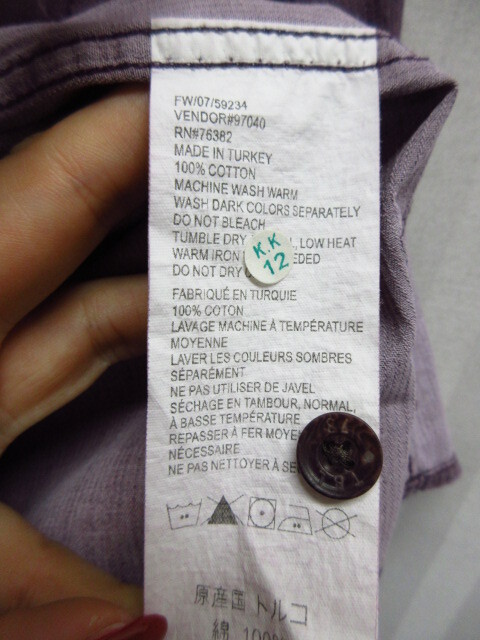 FW/07/59234
VENDOR#97040
RN#76382
MADE IN TURKEY
100% COTTON
MACHINE WASH WARM
WASH DARK COLORS SEPARATELY
DO NOT BLEACH
TUMBLE DRY L, LOW HEAT
WARM IRON EDED
DO NOT DRY
K.K
12
FABRIQUÉ EN TURQUIE
100% COTON
LAVAGE MACHINE À TEMPÉRATURE
MOYENNE
LAVER LES COULEURS SOMBRES
SÉPARÉMENT
NE PAS UTILISER DE JAVEL
SÉCHAGE EN TAMBOUR, NORMAL,
À BASSE TEMPÉRATURE
REPASSER À FER MOYE
NÉCESSAIRE
NE PAS NETTOYER À SE
原産国 トルコ
綿 100%